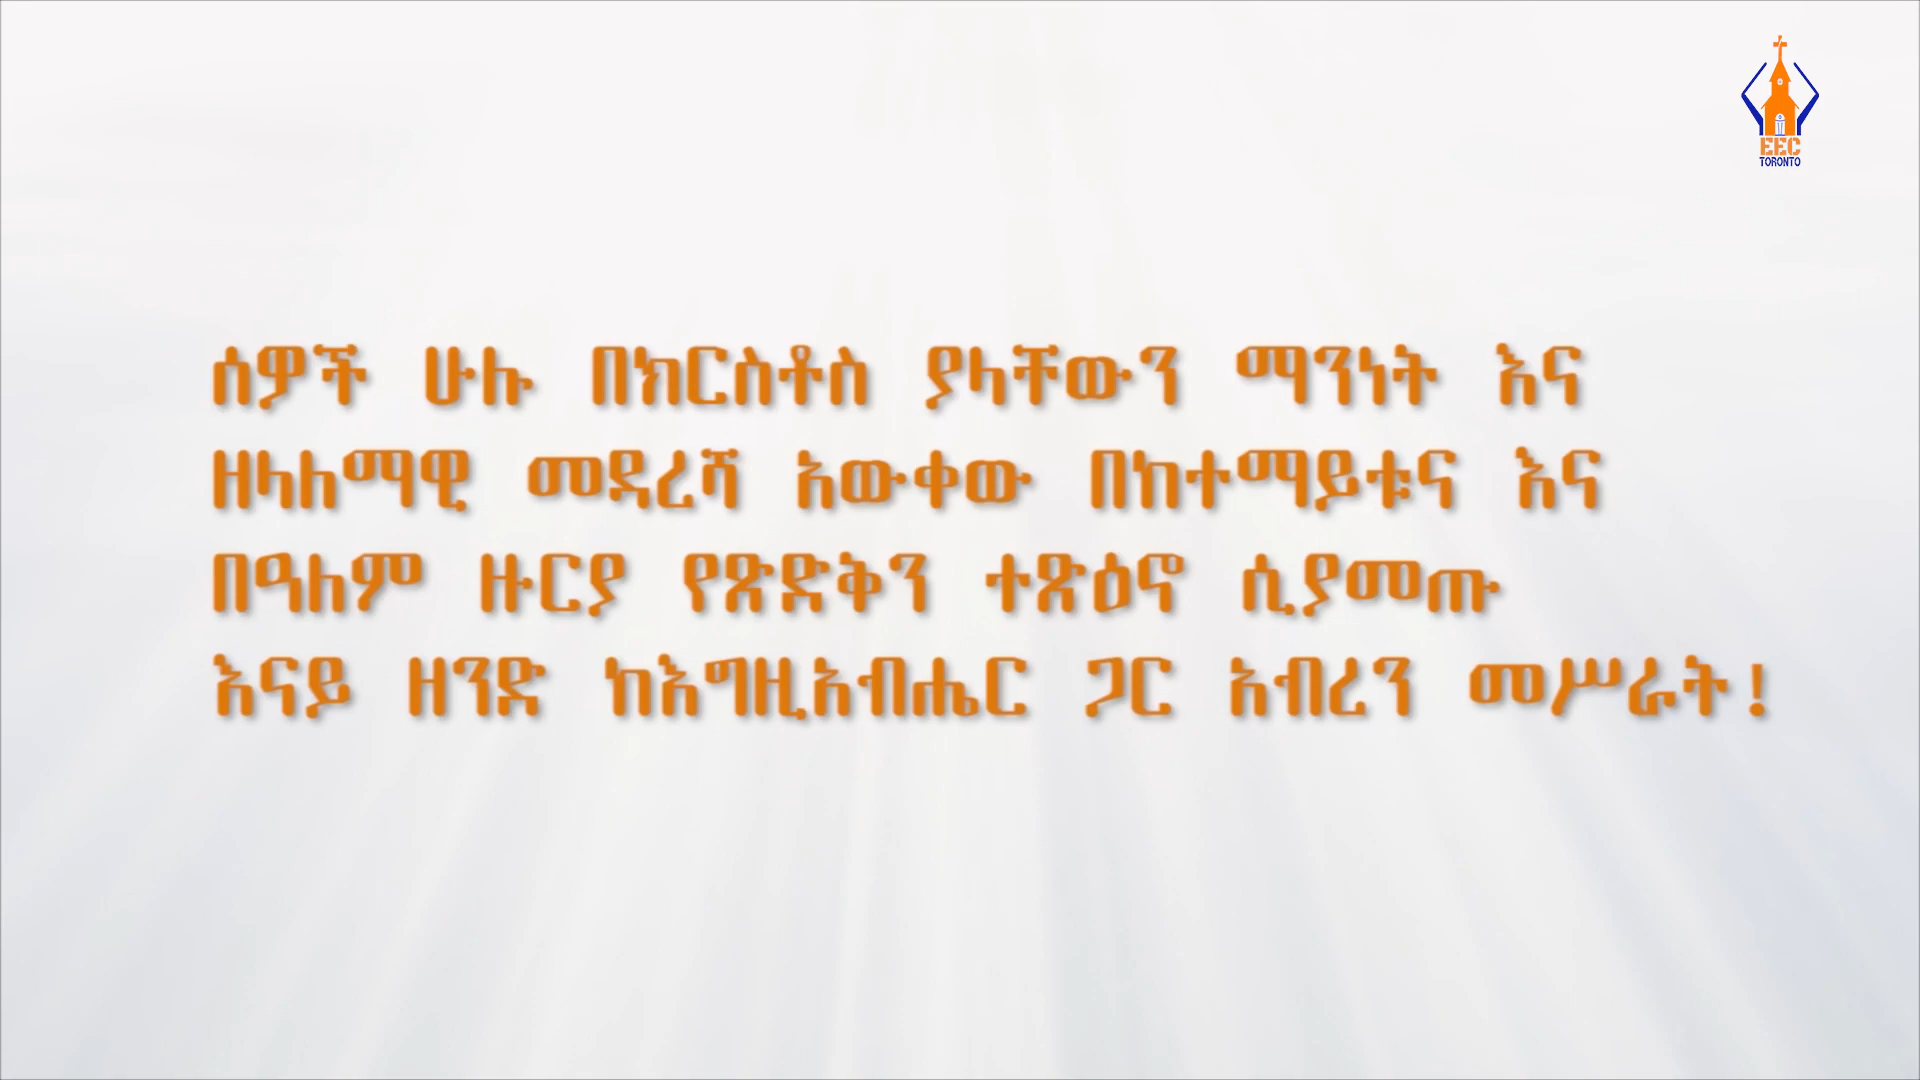 EEC
TORONTO
ሰዎች ሁሉ በክርስቶስ ያላቸውን ማንነት እና
ዘላለማዊ መዳረሻ አውቀው በከተማይቱና እና
በዓለም ዙርያ የጽድቅን ተጽዕኖ ሲያመጡ
እናይ ዘንድ ከእግዚአብሔር ጋር አብረን መሥራት!